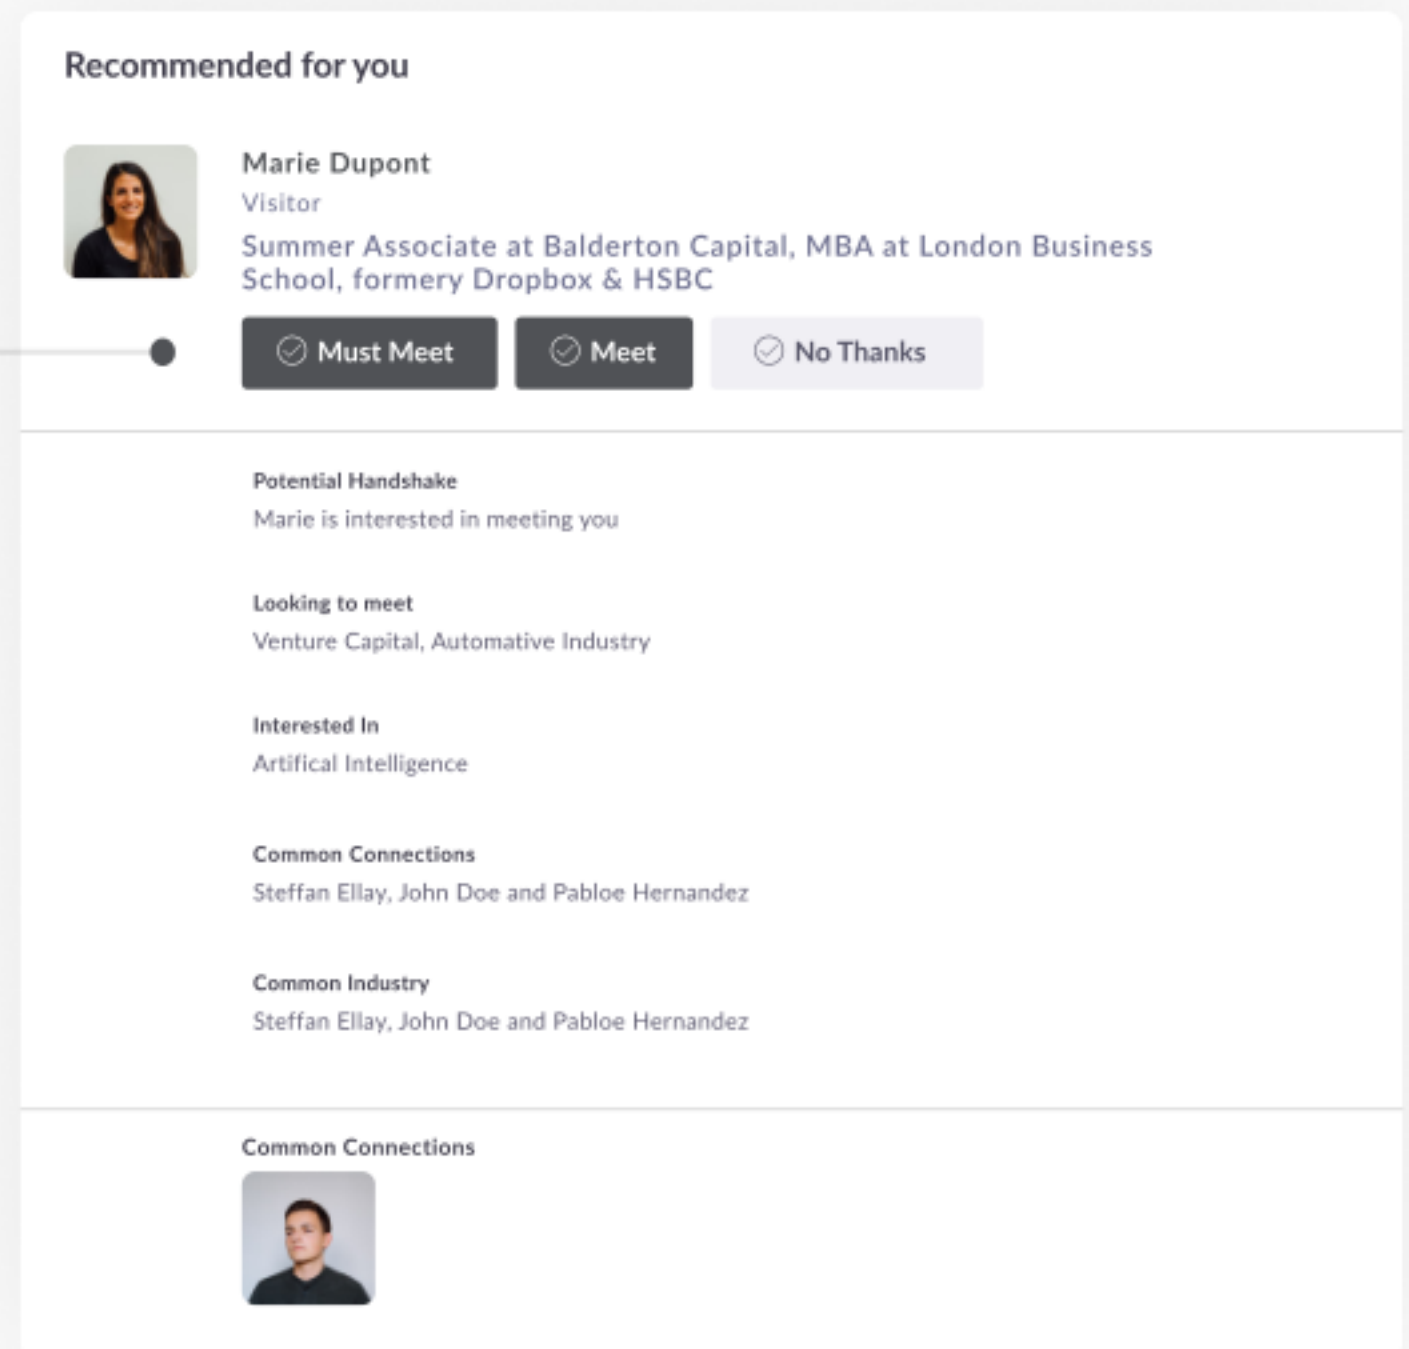 Recommended for you
Marie Dupont
Visitor
Summer Associate at Balderton Capital, MBA at London Business
School, formery Dropbox & HSBC
Must Meet
Meet
No Thanks
Potential Handshake
Marie is interested in meeting you
Looking to meet
Venture Capital, Automative Industry
Interested In
Artifical Intelligence
Common Connections
Steffan Ellay, John Doe and Pabloe Hernandez
Common Industry
Steffan Ellay, John Doe and Pabloe Hernandez
Common Connections